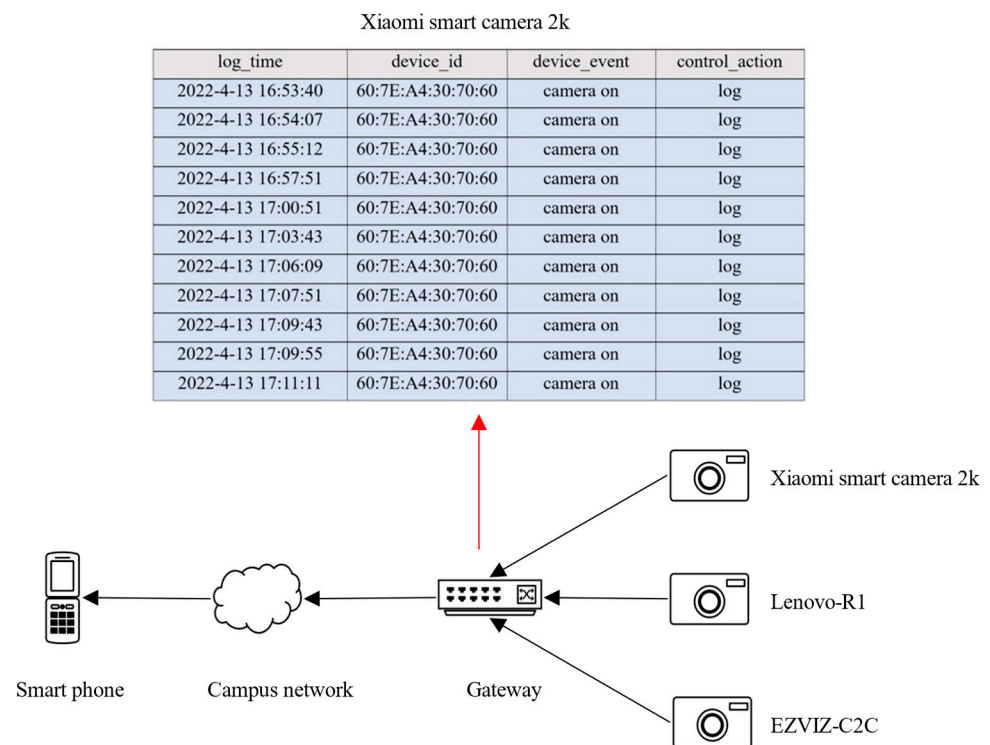 Xiaomi smart camera 2k
log_time device_id device_event control_action
2022-4-13 16:53:40 60:7E:A4:30:70:60 camera on log
2022-4-13 16:54:07 60:7E:A4:30:70:60 camera on log
2022-4-13 16:55:12 60:7E:A4:30:70:60 camera on log
2022-4-13 16:57:51 60:7E:A4:30:70:60 camera on log
2022-4-13 17:00:51 60:7E:A4:30:70:60 camera on log
2022-4-13 17:03:43 60:7E:A4:30:70:60 camera on log
2022-4-13 17:06:09 60:7E:A4:30:70:60 camera on log
2022-4-13 17:07:51 60:7E:A4:30:70:60 camera on log
2022-4-13 17:09:43 60:7E:A4:30:70:60 camera on log
2022-4-13 17:09:55 60:7E:A4:30:70:60 camera on log
2022-4-13 17:11:11 60:7E:A4:30:70:60 camera on log
Xiaomi smart camera 2k
Lenovo-R1
Smart phone Campus network Gateway
EZVIZ-C2C